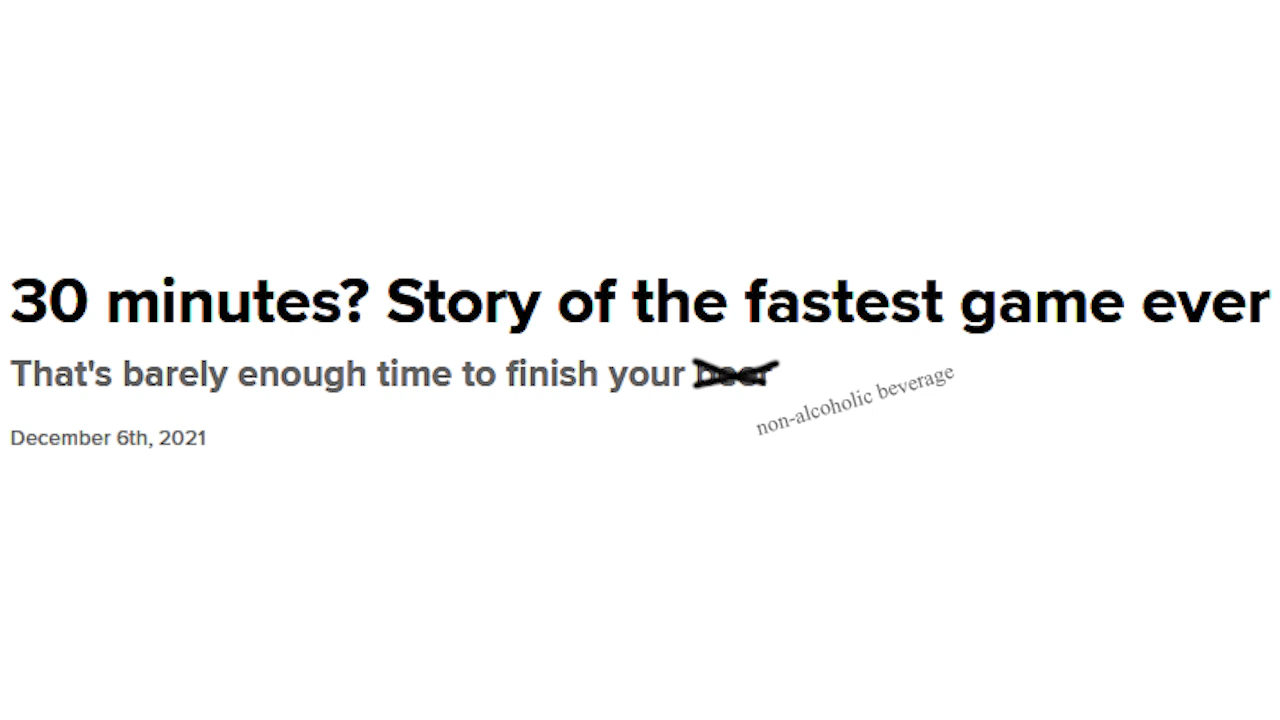 30 minutes? Story of the fastest game ever
That's barely enough time to finish your beer
non-alcoholic beverage
December 6th, 2021